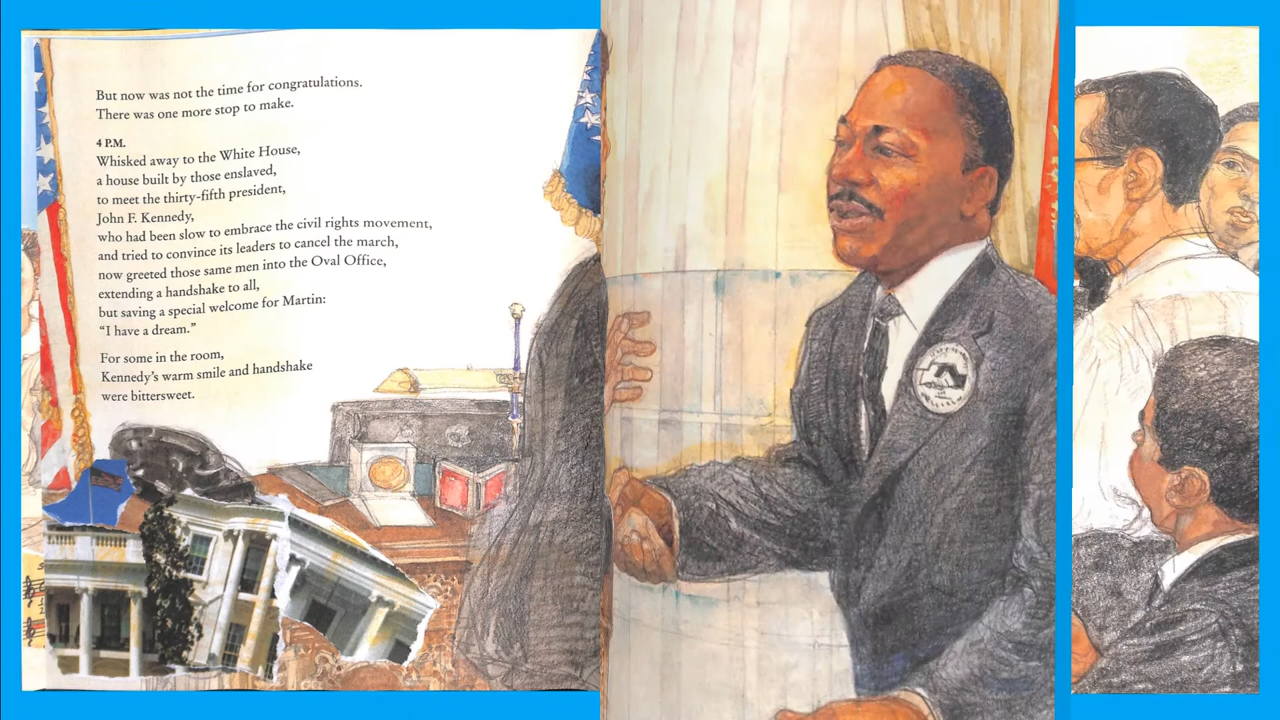 But now was not the time for congratulations.
There was one more stop to make.
4 P.M.
Whisked away to the White House,
a house built by those enslaved,
to meet the thirty-fifth president,
John F. Kennedy,
who had been slow to embrace the civil rights movement,
and tried to convince its leaders to cancel the march,
now greeted those same men into the Oval Office,
extending a handshake to all,
but saving a special welcome for Martin:
“I have a dream.”
For some in the room,
Kennedy’s warm smile and handshake
were bittersweet.